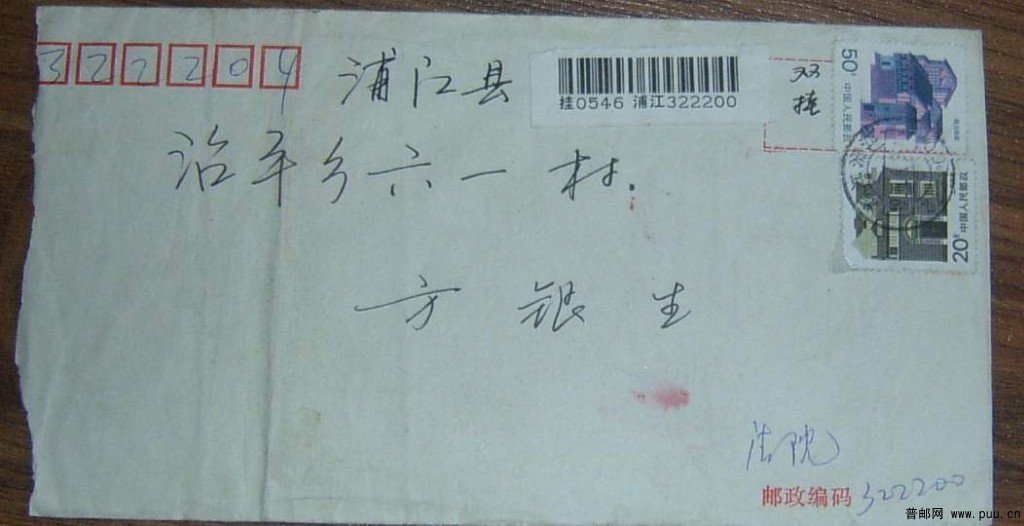 322204
浦江县
挂0546 浦江322200
双挂
50分 中国人民邮政
治平乡六一村.
20分 中国人民邮政
方银生
法院
邮政编码 322200
普邮网 www.puu.cn